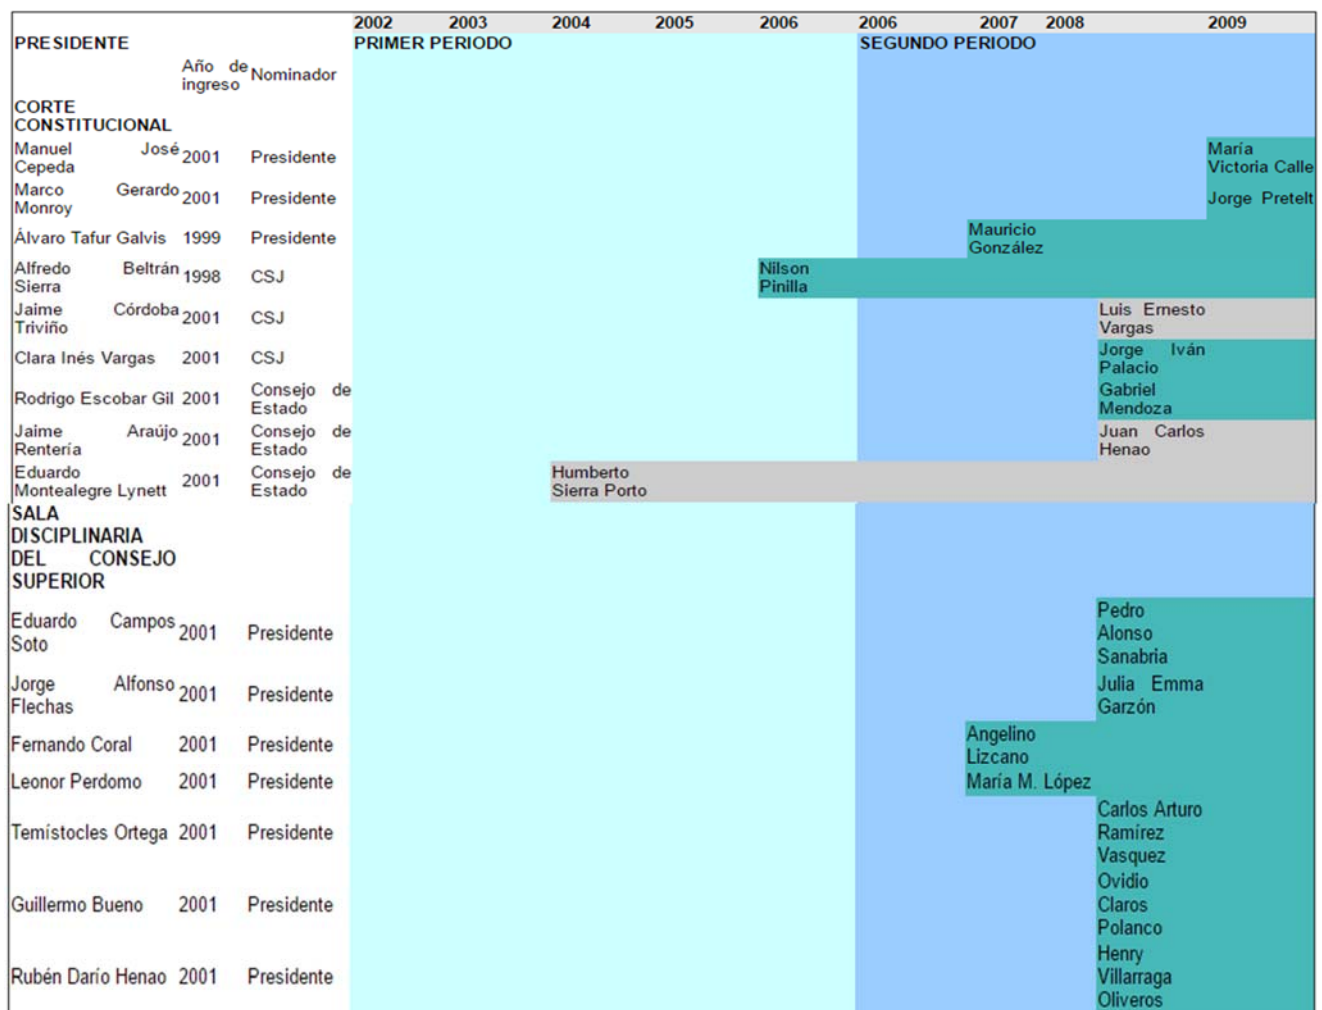 2002 2003 2004 2005 2006 2006 2007 2008 2009
PRESIDENTE PRIMER PERIODO SEGUNDO PERIODO
Año de
ingreso Nominador
CORTE
CONSTITUCIONAL
Manuel José
Cepeda 2001 Presidente María
Victoria Calle
Marco Gerardo
Monroy 2001 Presidente Jorge Pretelt
Álvaro Tafur Galvis 1999 Presidente Mauricio
González
Alfredo Beltrán
Sierra 1998 CSJ Nilson
Pinilla
Jaime Córdoba
Triviño 2001 CSJ Luis Ernesto
Vargas
Clara Inés Vargas 2001 CSJ Jorge Iván
Palacio
Rodrigo Escobar Gil 2001 Consejo de
Estado Gabriel
Mendoza
Jaime Araújo
Rentería 2001 Consejo de
Estado Juan Carlos
Henao
Eduardo
Montealegre Lynett 2001 Consejo de
Estado Humberto
Sierra Porto
SALA
DISCIPLINARIA
DEL CONSEJO
SUPERIOR
Eduardo Campos
Soto 2001 Presidente Pedro
Alonso
Sanabria
Jorge Alfonso
Flechas 2001 Presidente Julia Emma
Garzón
Fernando Coral 2001 Presidente Angelino
Lizcano
Leonor Perdomo 2001 Presidente María M. López
Temístocles Ortega 2001 Presidente Carlos Arturo
Ramírez
Vasquez
Guillermo Bueno 2001 Presidente Ovidio
Claros
Polanco
Rubén Darío Henao 2001 Presidente Henry
Villarraga
Oliveros